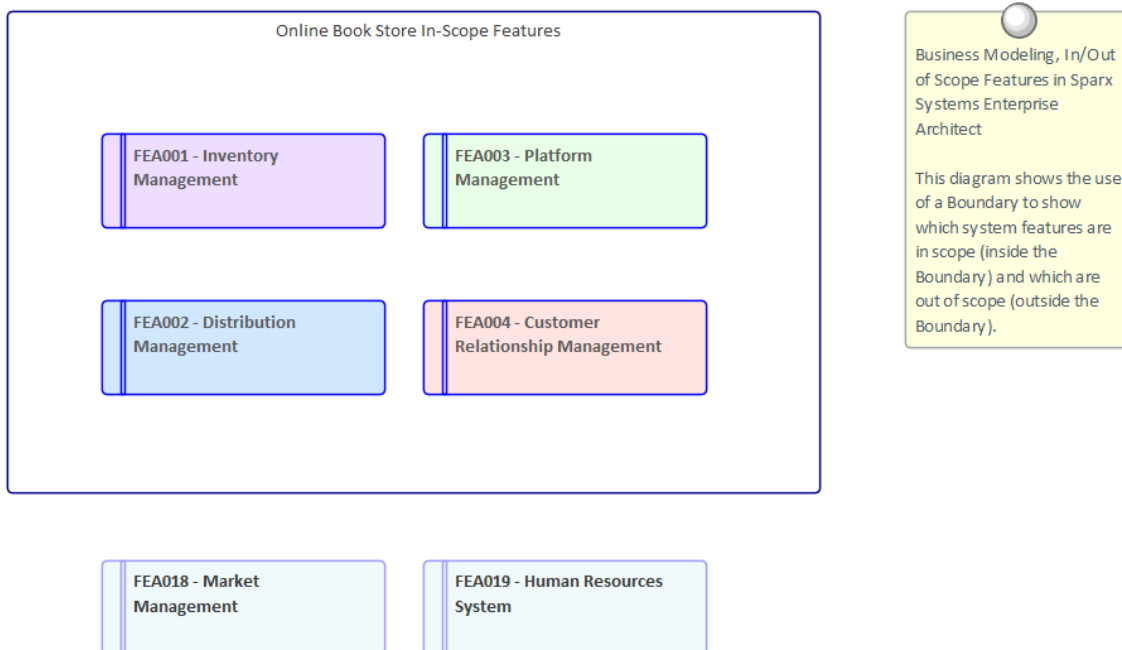 Online Book Store In-Scope Features
FEA001 - Inventory
Management
FEA003 - Platform
Management
FEA002 - Distribution
Management
FEA004 - Customer
Relationship Management
FEA018 - Market
Management
FEA019 - Human Resources
System
Business Modeling, In/Out
of Scope Features in Sparx
Systems Enterprise
Architect
This diagram shows the use
of a Boundary to show
which system features are
in scope (inside the
Boundary) and which are
out of scope (outside the
Boundary).